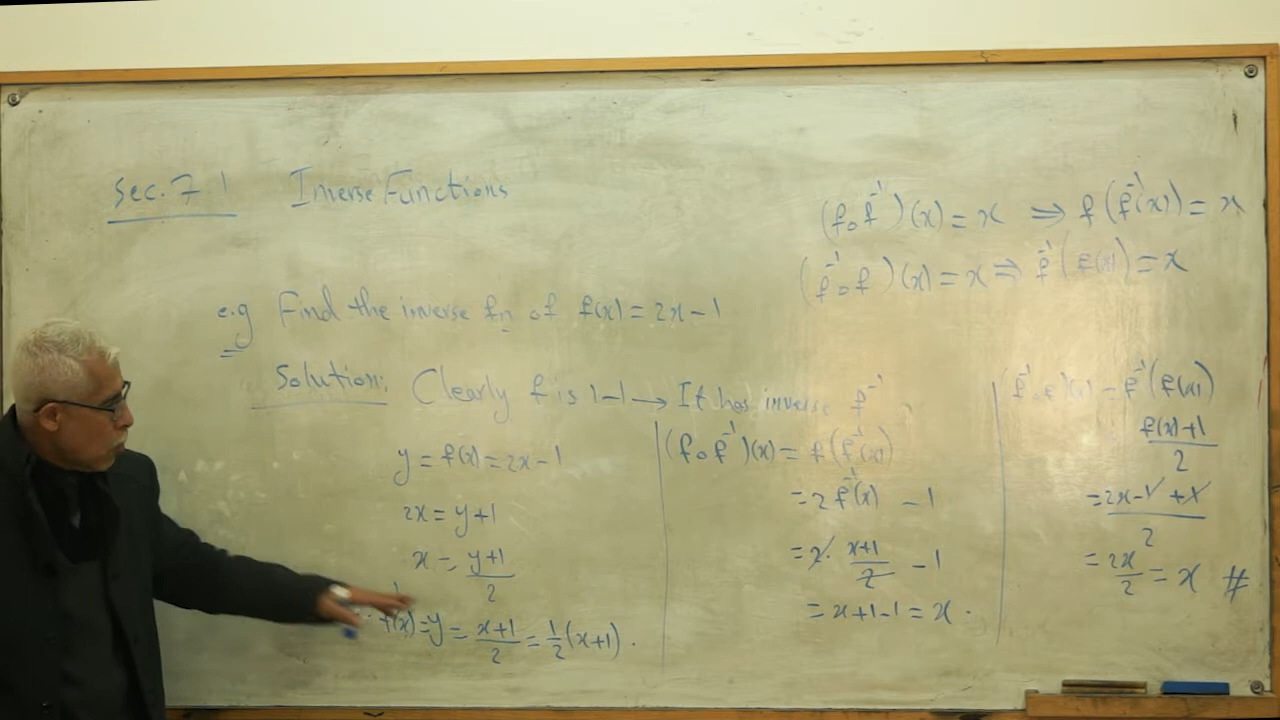 Sec. 7.1 Inverse Functions
(f∘f⁻¹)(x) = x ⇒ f(f⁻¹(x)) = x
(f⁻¹∘f)(x) = x ⇒ f⁻¹(f(x)) = x
e.g Find the inverse fn of f(x) = 2x-1
Solution: Clearly f is 1-1 → It has inverse f⁻¹
y = f(x) = 2x-1
2x = y+1
x = (y+1)/2
f⁻¹(x) = y = (x+1)/2 = 1/2 (x+1).
(f∘f⁻¹)(x) = f(f⁻¹(x))
= 2 f⁻¹(x) - 1
= 2 · (x+1)/2 - 1
= x+1-1 = x .
(f⁻¹∘f)(x) = f⁻¹(f(x))
(f(x)+1)/2
= (2x-1+1)/2
= 2x/2 = x #